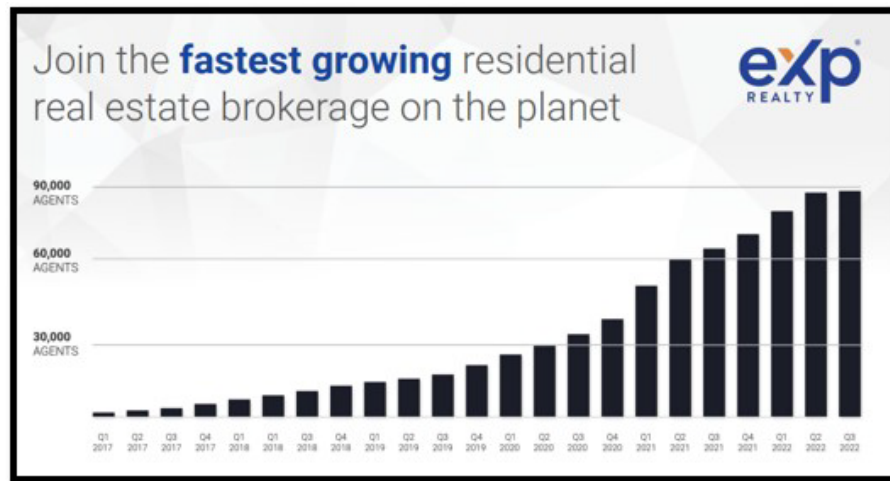 Join the fastest growing residential
real estate brokerage on the planet
eXp
REALTY
90,000
AGENTS
60,000
AGENTS
30,000
AGENTS
Q1 Q2 Q3 Q4 Q1 Q1 Q3 Q4 Q1 Q2 Q3 Q4 Q1 Q2 Q3 Q4 Q1 Q2 Q3 Q4 Q1 Q2 Q3
2017 2017 2017 2017 2018 2018 2018 2018 2019 2019 2019 2019 2020 2020 2020 2020 2021 2021 2021 2021 2022 2022 2022